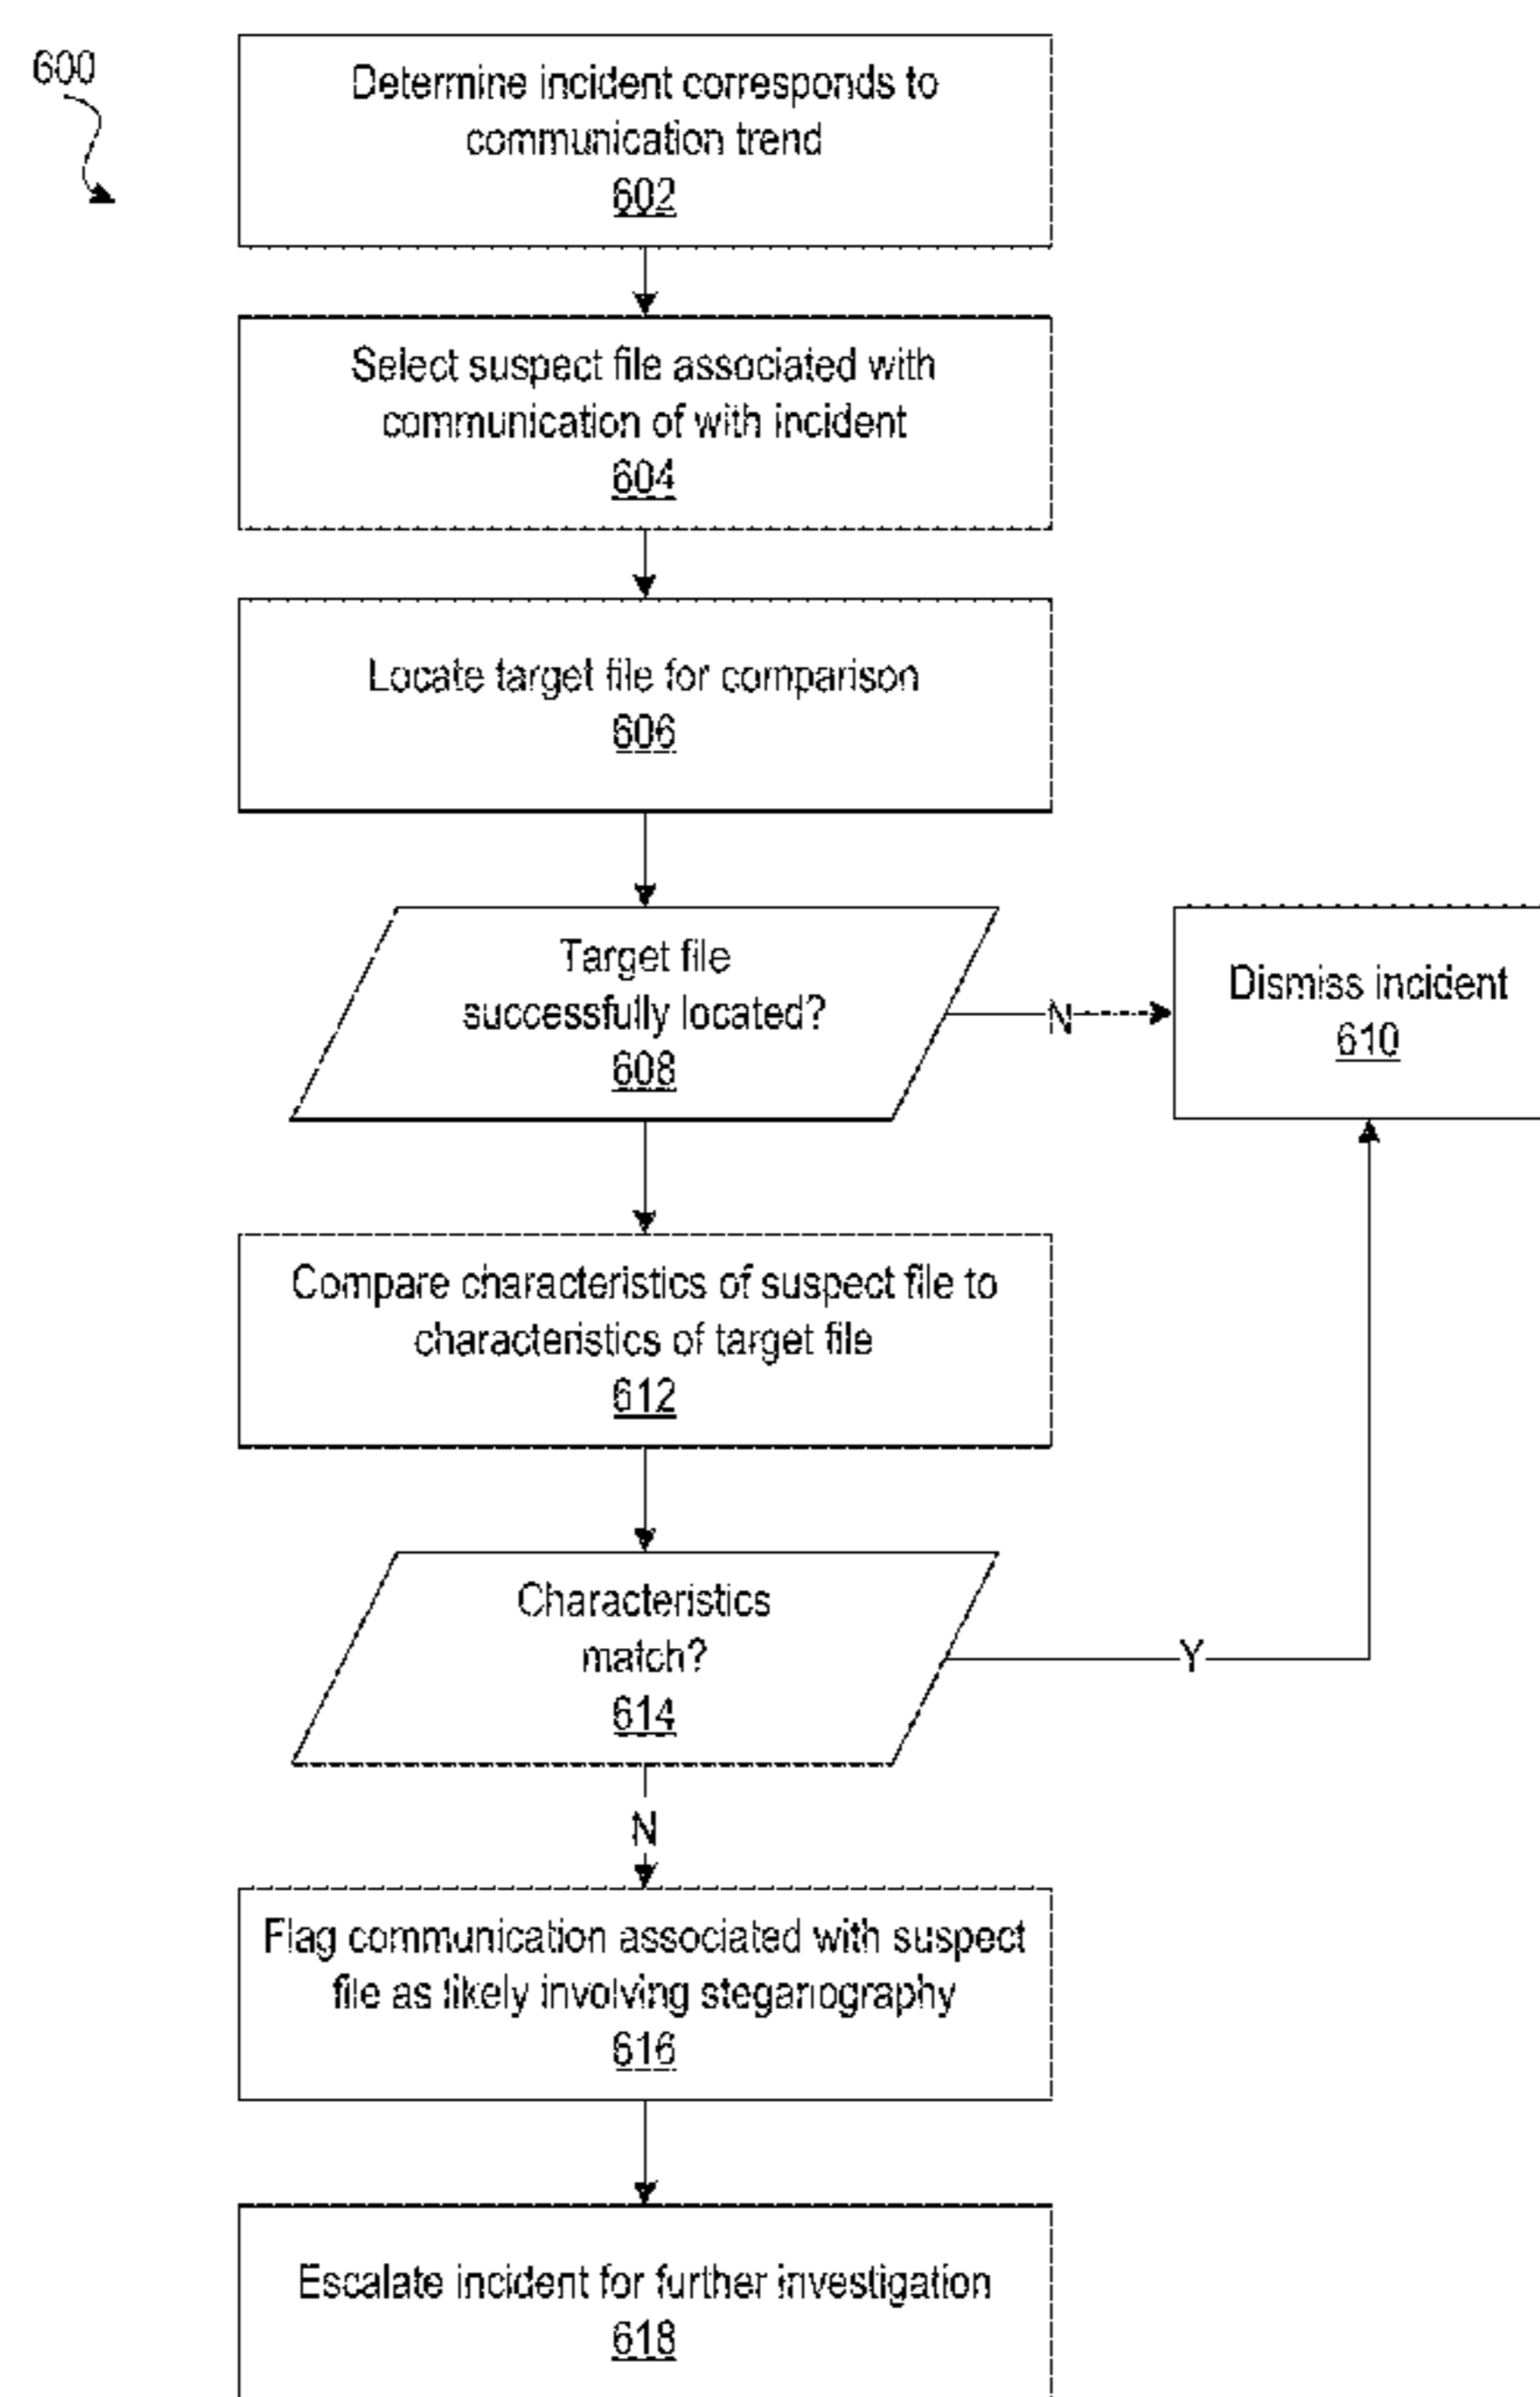 600
Determine incident corresponds to
communication trend
602
Select suspect file associated with
communication of with incident
604
Locate target file for comparison
606
Target file
successfully located?
608
N
Dismiss incident
610
Compare characteristics of suspect file to
characteristics of target file
612
Characteristics
match?
614
Y
N
Flag communication associated with suspect
file as likely involving steganography
616
Escalate incident for further investigation
618